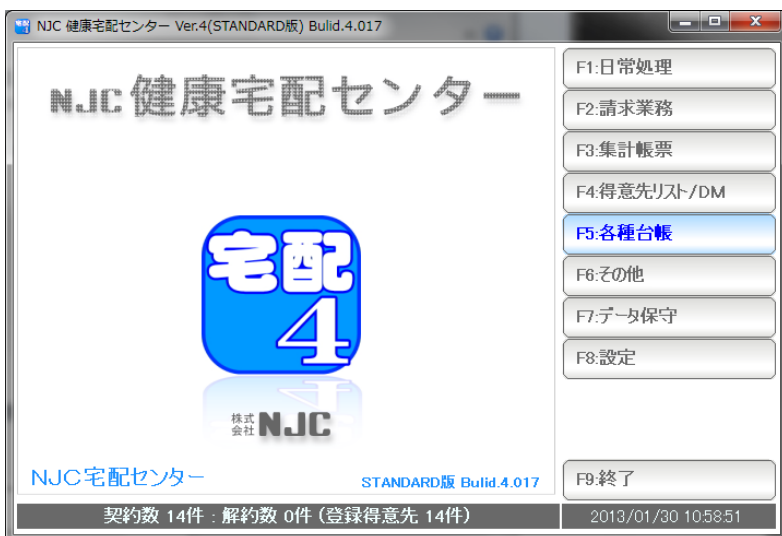 NJC 健康宅配センター Ver.4(STANDARD版) Bulid.4.017
NJC 健康宅配センター
宅配
4
株式
会社 NJC
NJC宅配センター
STANDARD版 Bulid.4.017
F1:日常処理
F2:請求業務
F3:集計帳票
F4:得意先リスト/DM
F5:各種台帳
F6:その他
F7:データ保守
F8:設定
F9:終了
契約数 14件 : 解約数 0件 (登録得意先 14件)
2013/01/30 10:58:51